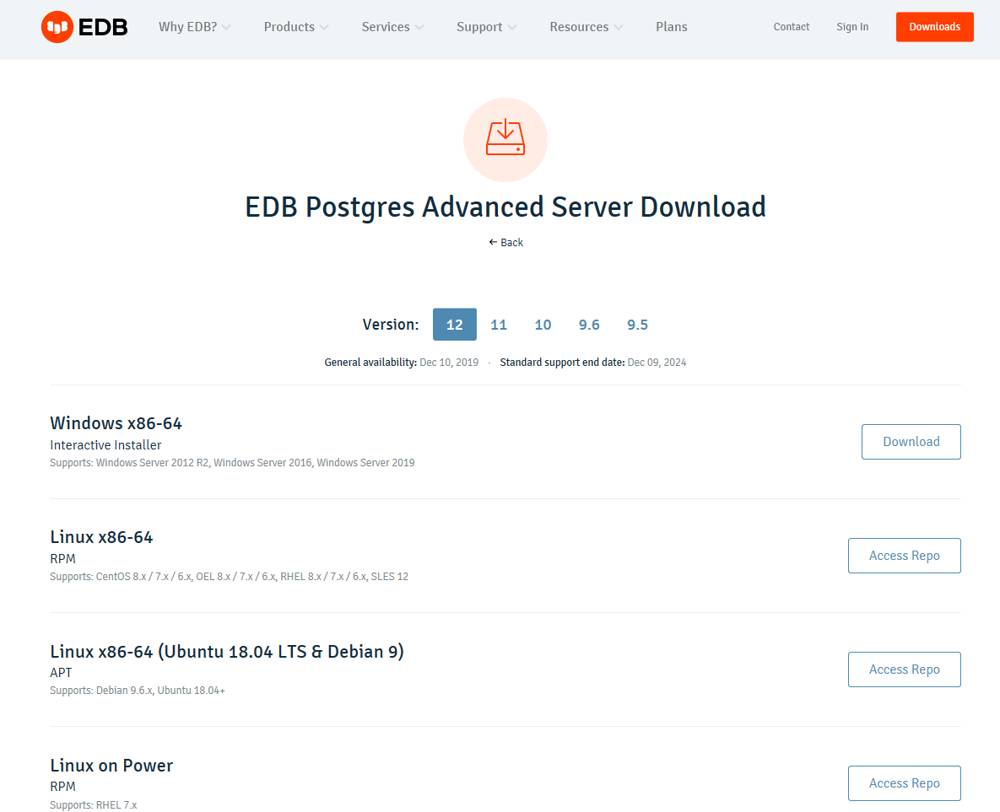 EDB Why EDB? Products Services Support Resources Plans Contact Sign In Downloads
EDB Postgres Advanced Server Download
← Back
Version: 12 11 10 9.6 9.5
General availability: Dec 10, 2019 · Standard support end date: Dec 09, 2024
Windows x86-64
Interactive Installer
Supports: Windows Server 2012 R2, Windows Server 2016, Windows Server 2019
Download
Linux x86-64
RPM
Supports: CentOS 8.x / 7.x / 6.x, OEL 8.x / 7.x / 6.x, RHEL 8.x / 7.x / 6.x, SLES 12
Access Repo
Linux x86-64 (Ubuntu 18.04 LTS & Debian 9)
APT
Supports: Debian 9.6.x, Ubuntu 18.04+
Access Repo
Linux on Power
RPM
Supports: RHEL 7.x
Access Repo